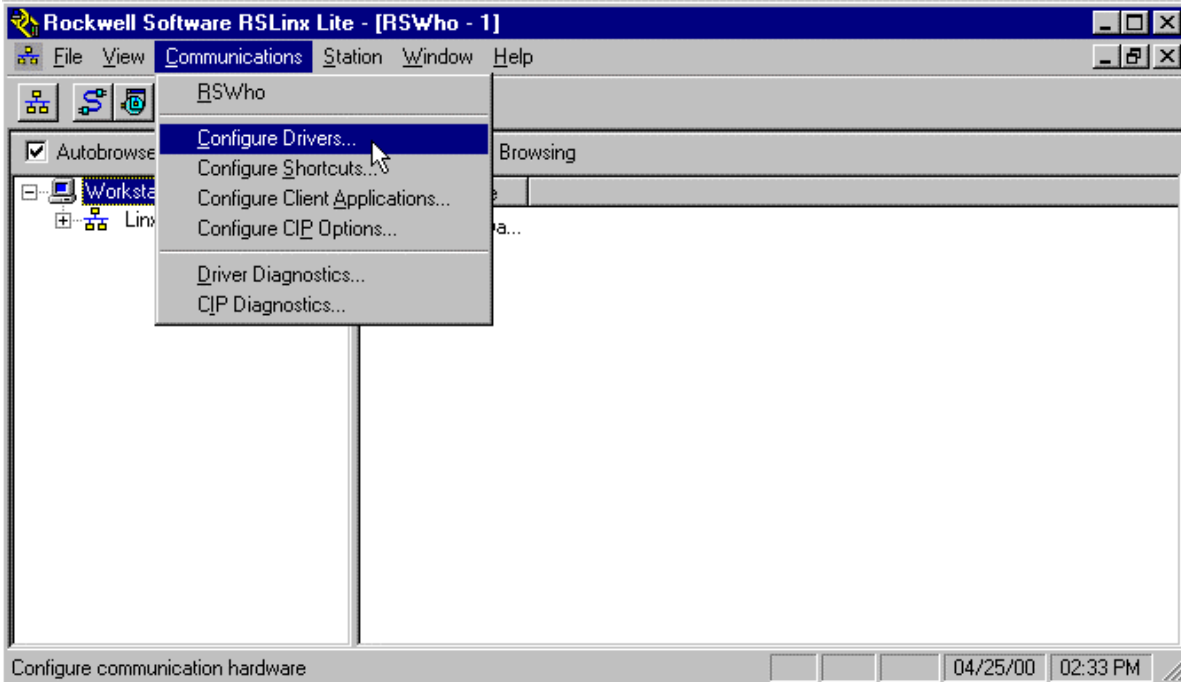 Rockwell Software RSLinx Lite - [RSWho - 1]
File View Communications Station Window Help
RSWho
Configure Drivers...
Configure Shortcuts...
Configure Client Applications...
Configure CIP Options...
Driver Diagnostics...
CIP Diagnostics...
Autobrowse
Browsing
Configure communication hardware
04/25/00 02:33 PM